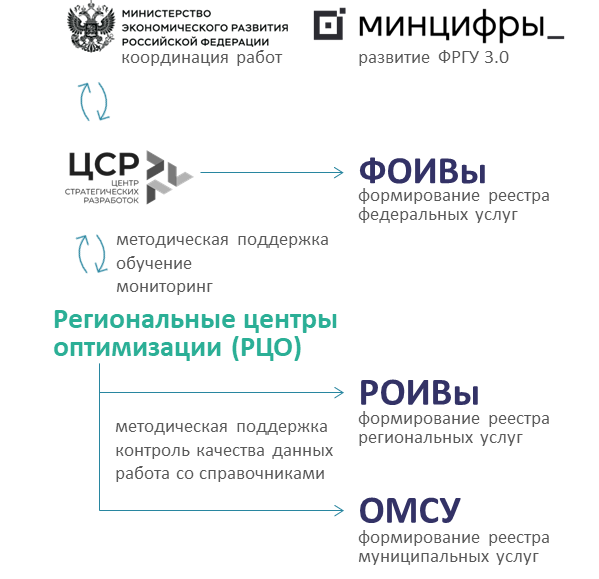 МИНИСТЕРСТВО
ЭКОНОМИЧЕСКОГО РАЗВИТИЯ
РОССИЙСКОЙ ФЕДЕРАЦИИ
координация работ
минцифры_
развитие ФРГУ 3.0
ЦСР
ЦЕНТР
СТРАТЕГИЧЕСКИХ
РАЗРАБОТОК
ФОИВы
формирование реестра
федеральных услуг
методическая поддержка
обучение
мониторинг
Региональные центры
оптимизации (РЦО)
РОИВы
формирование реестра
региональных услуг
методическая поддержка
контроль качества данных
работа со справочниками
ОМСУ
формирование реестра
муниципальных услуг